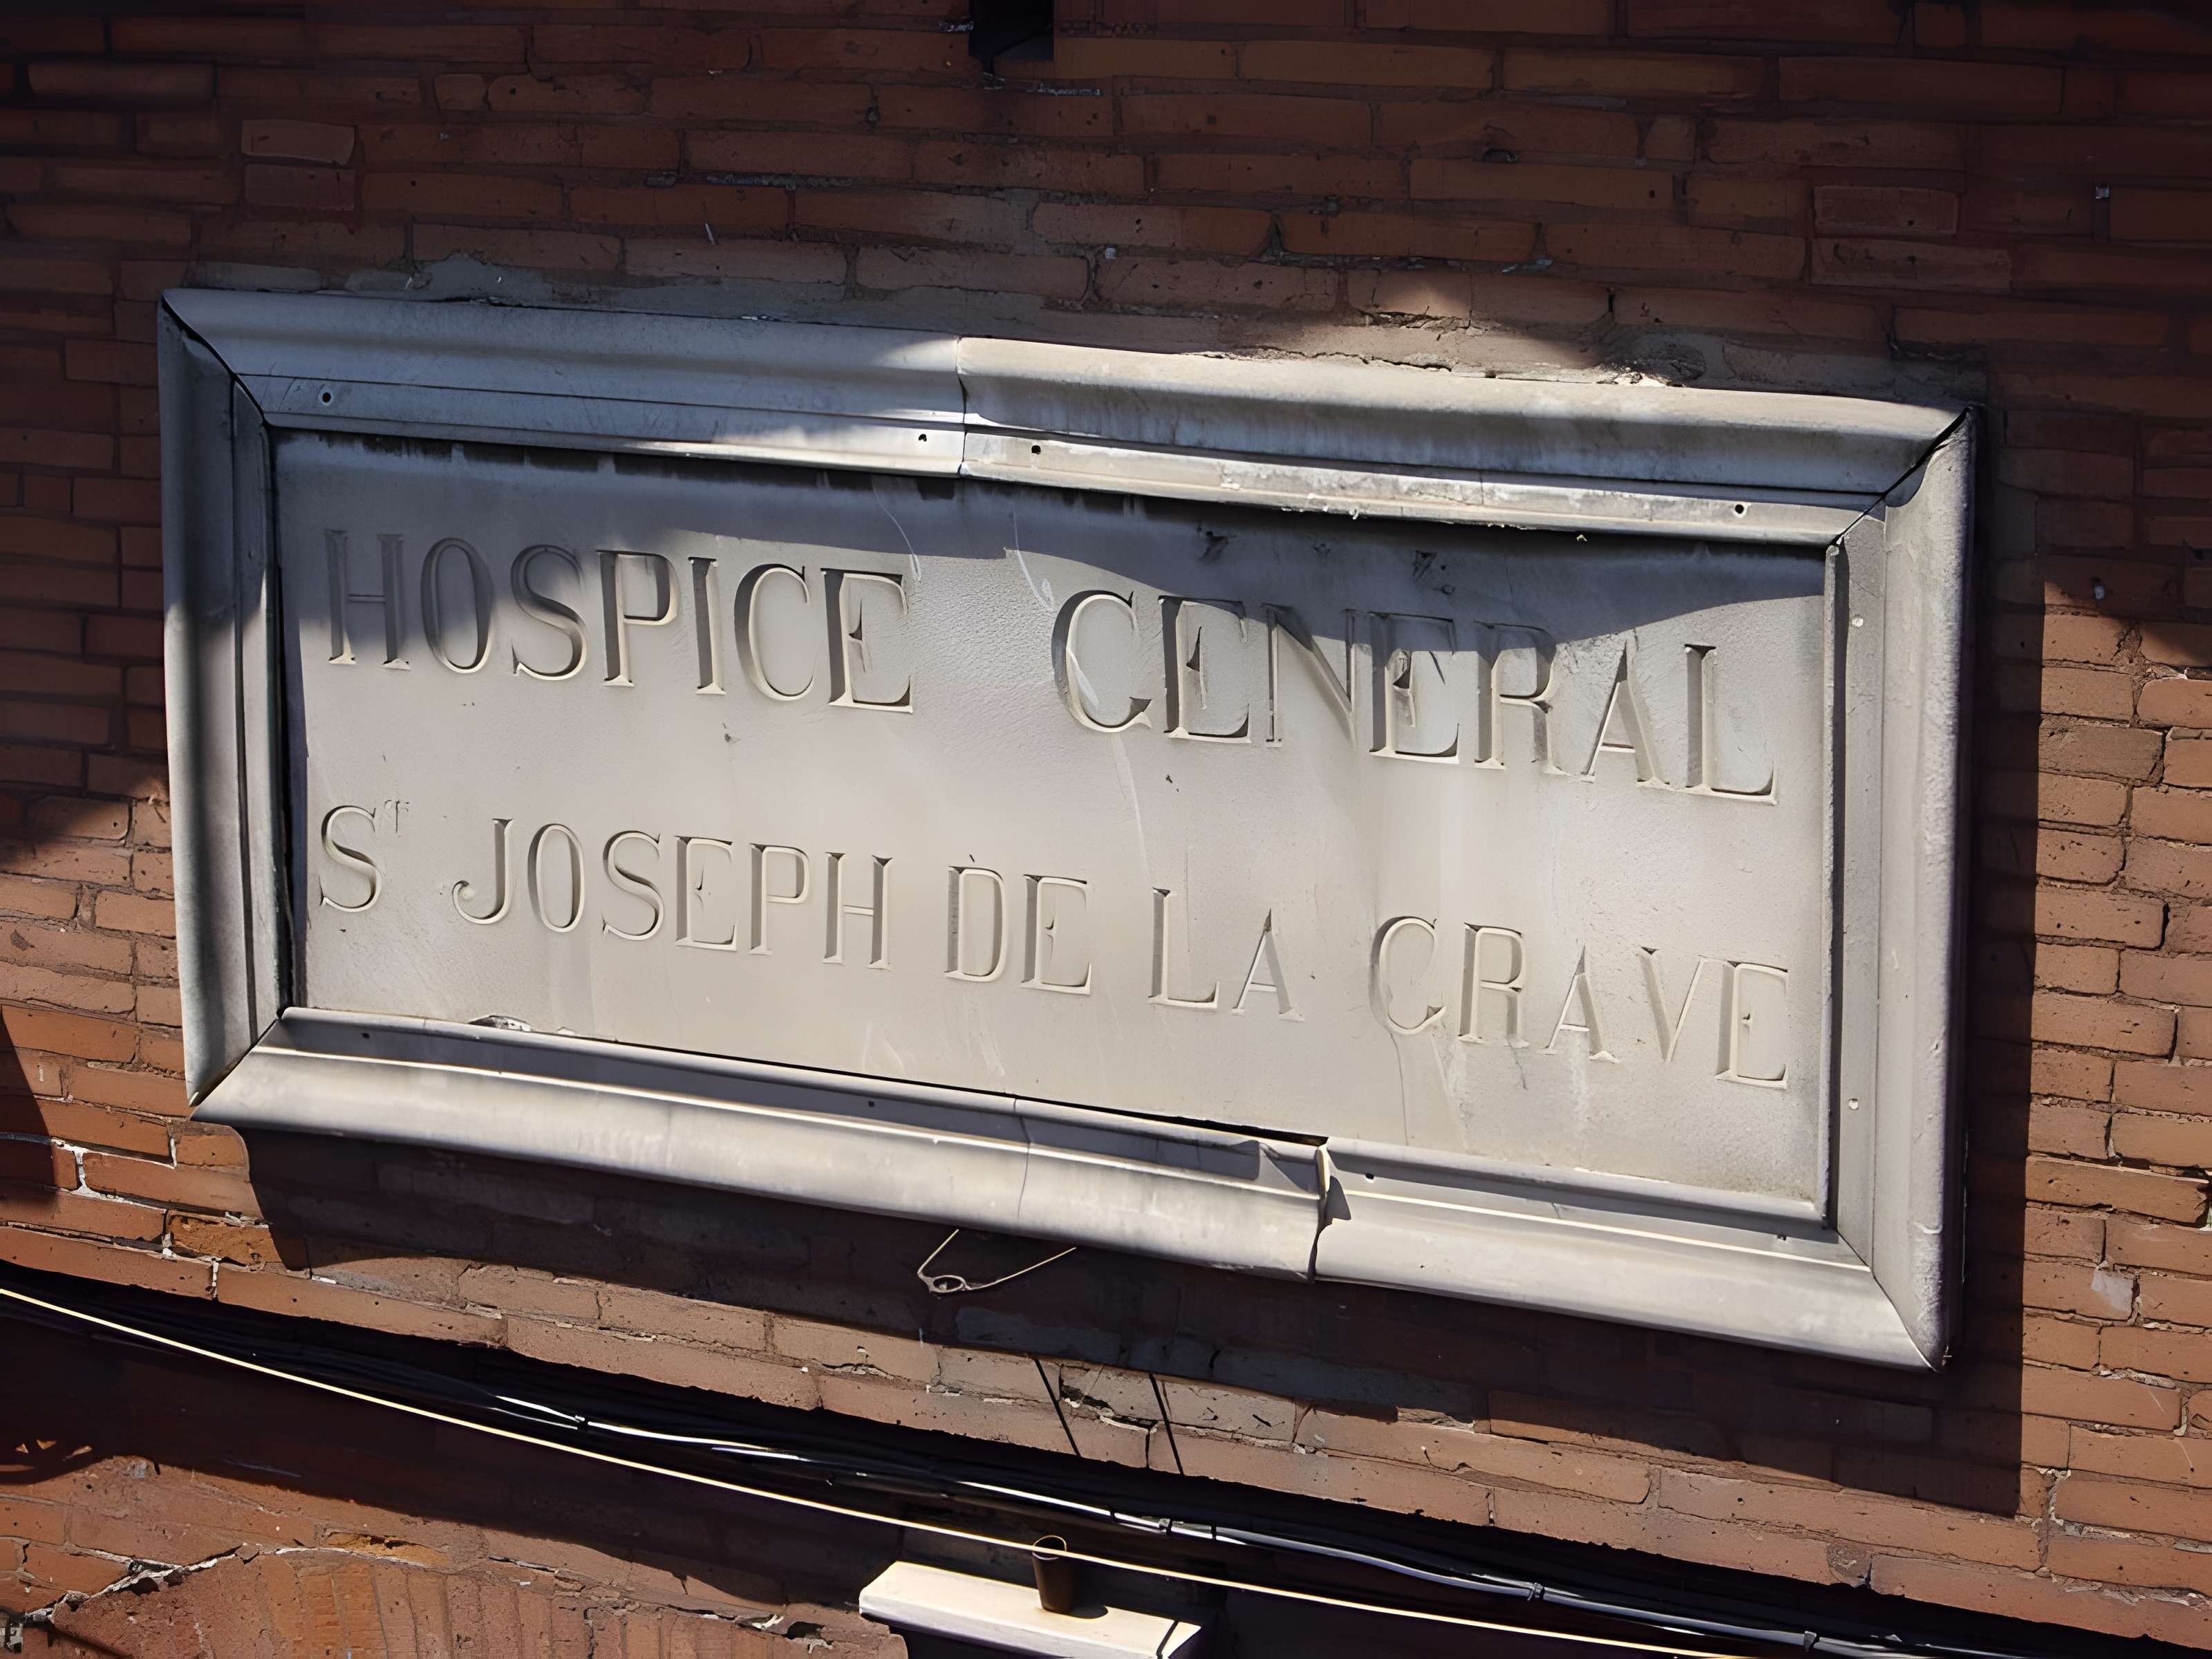 HOSPICE GENERAL
ST JOSEPH DE LA GRAVE